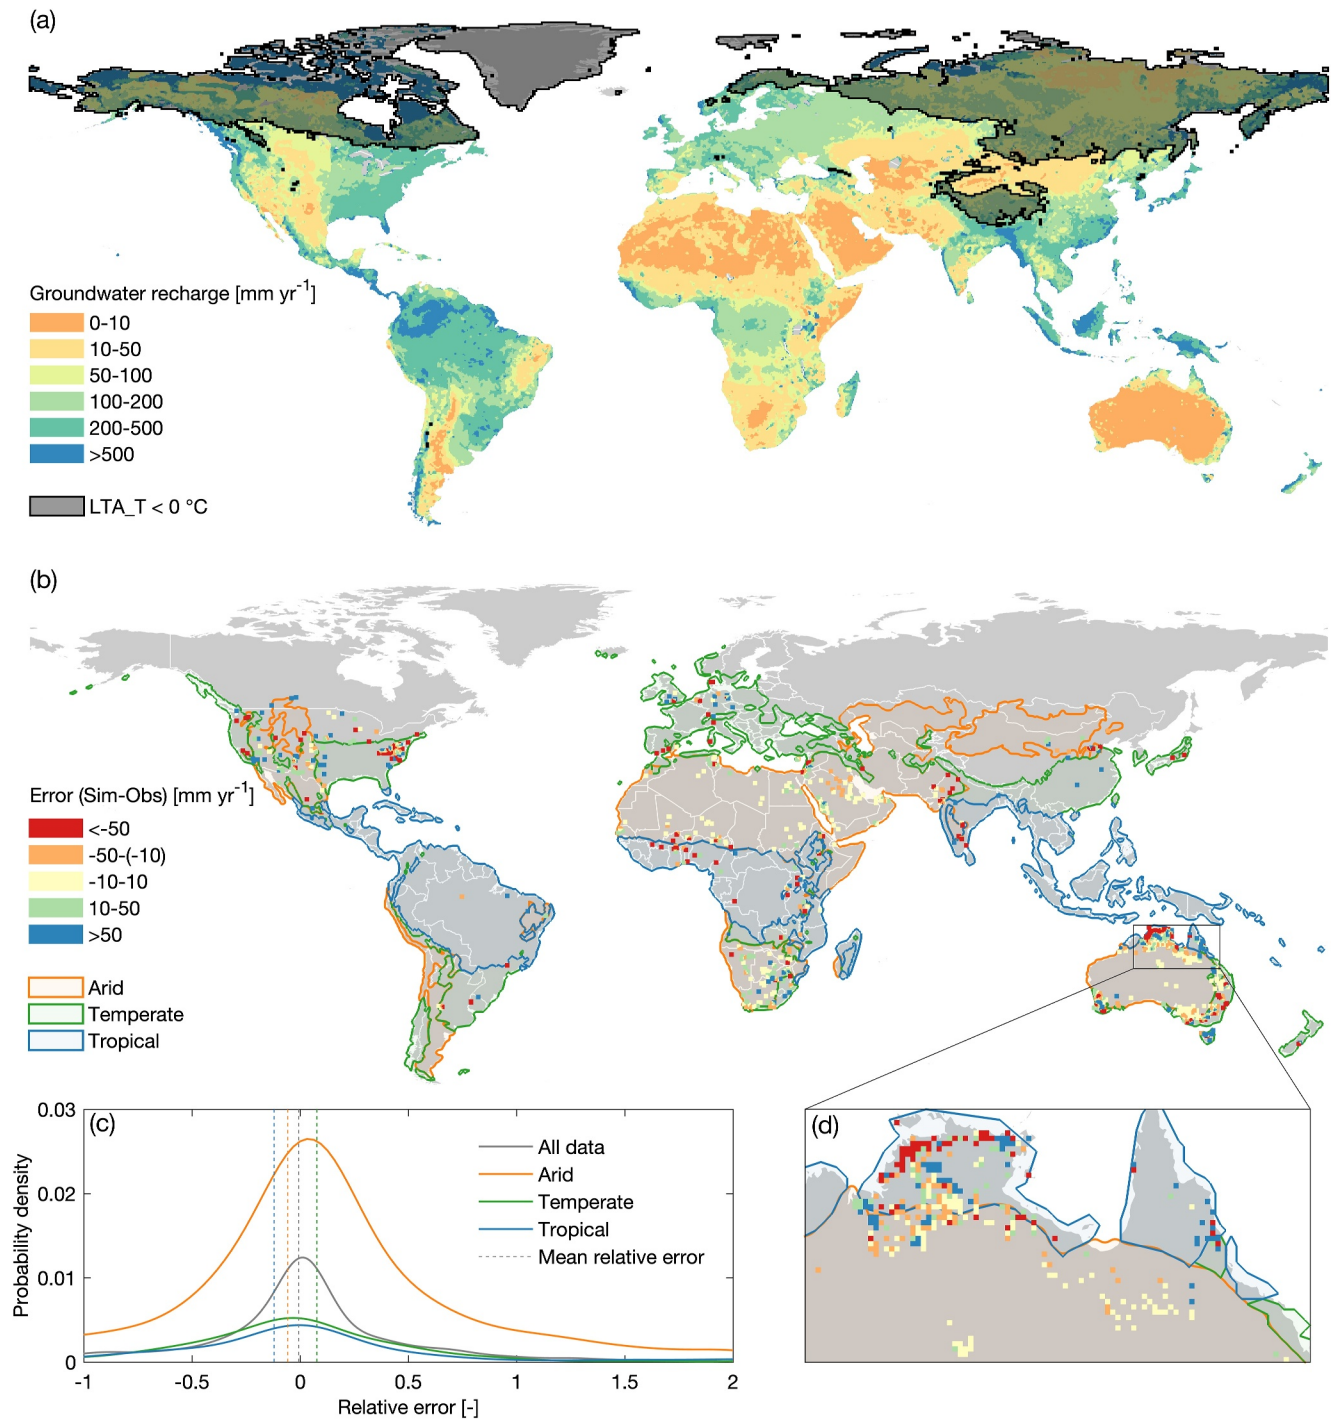 (a)
Groundwater recharge [mm yr-1]
0-10
10-50
50-100
100-200
200-500
>500
LTA_T < 0 °C
(b)
Error (Sim-Obs) [mm yr-1]
<-50
-50-(-10)
-10-10
10-50
>50
Arid
Temperate
Tropical
(c)
0.03
0.02
0.01
0
Probability density
All data
Arid
Temperate
Tropical
Mean relative error
-1
-0.5
0
0.5
1
1.5
2
Relative error [-]
(d)